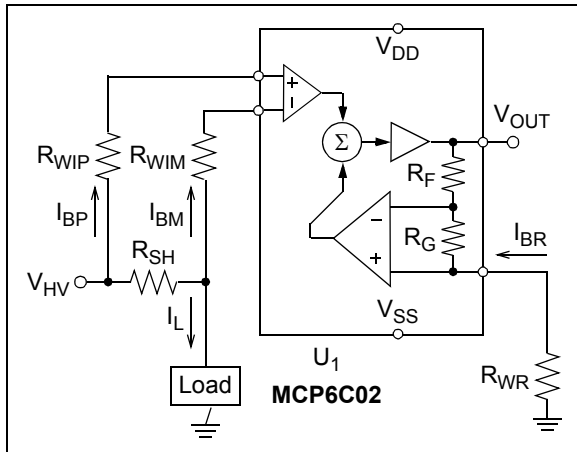 V_DD
V_OUT
+
−
R_WIP
R_WIM
Σ
R_F
I_BP
I_BM
−
R_G
I_BR
R_SH
+
V_HV
V_SS
I_L
U_1
Load
MCP6C02
R_WR